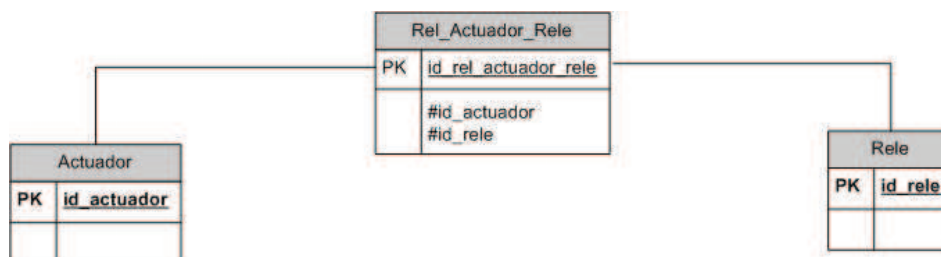 Rel_Actuador_Rele
PK id_rel_actuador_rele
#id_actuador
#id_rele
Actuador
PK id_actuador
Rele
PK id_rele